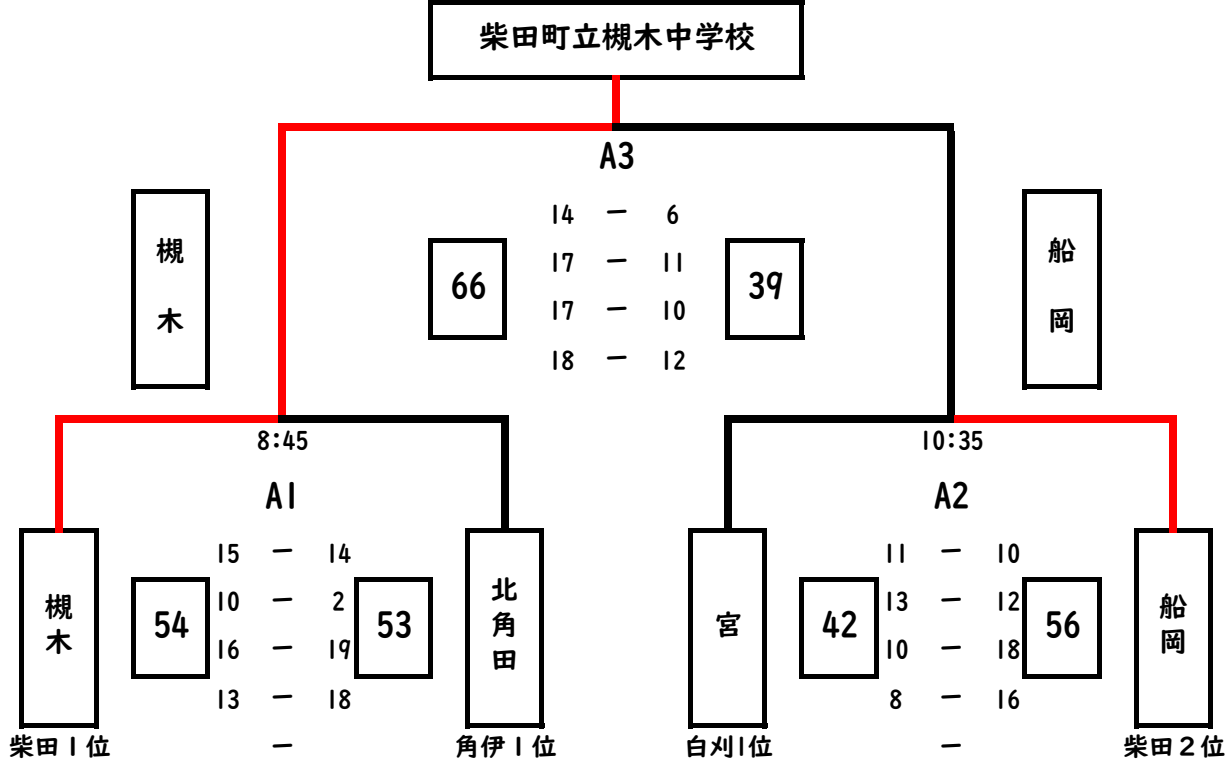 柴田町立槻木中学校
A3
槻木
船岡
66
39
14 ー 6
17 ー 11
17 ー 10
18 ー 12
8:45
10:35
A1
A2
槻木
54
15 ー 14
10 ー 2
16 ー 19
13 ー 18
ー
53
北角田
宮
42
11 ー 10
13 ー 12
10 ー 18
8 ー 16
ー
56
船岡
柴田1位
角伊1位
白刈1位
柴田2位